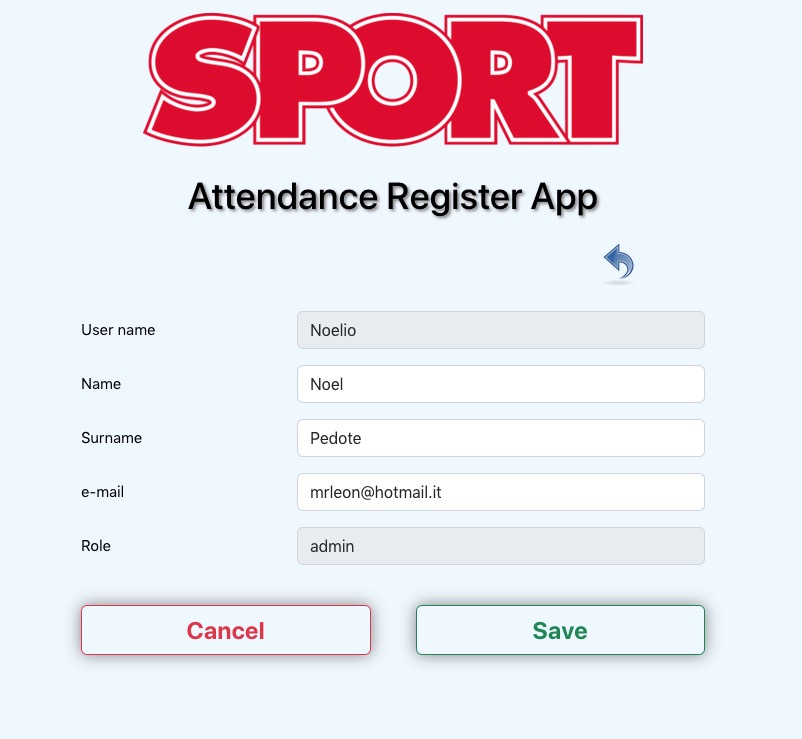 SPORT
Attendance Register App
User name Noelio
Name Noel
Surname Pedote
e-mail mrleon@hotmail.it
Role admin
Cancel Save